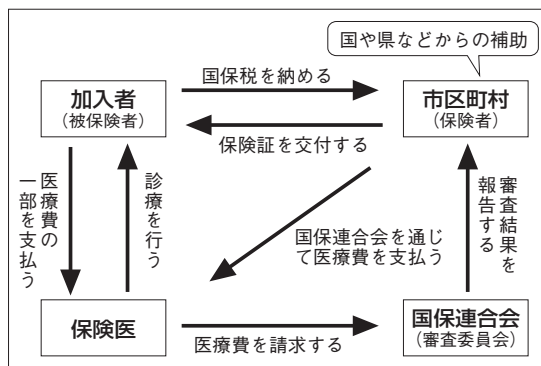 国や県などからの補助
加入者
(被保険者)
国保税を納める
市区町村
(保険者)
保険証を交付する
医療費の
一部を支払う
診療を行う
国保連合会を通じ
て医療費を支払う
審査結果を
報告する
保険医
医療費を請求する
国保連合会
(審査委員会)